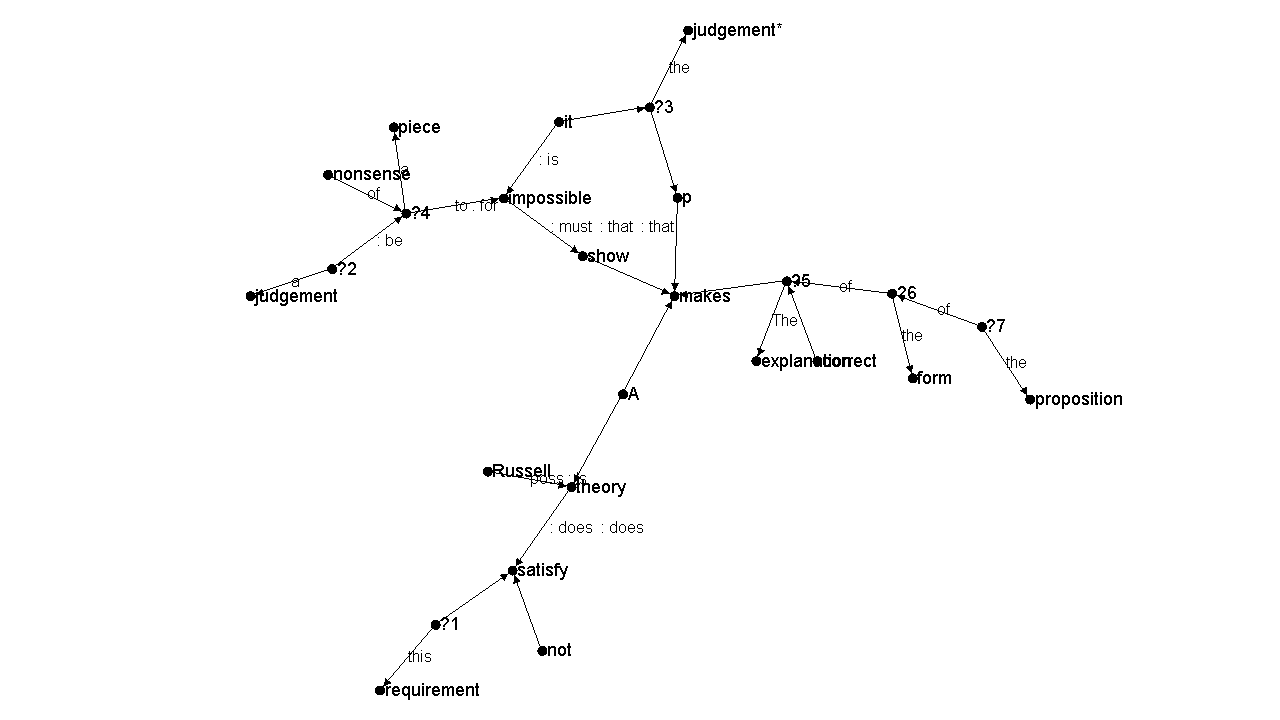 judgement*
the
?3
it
piece
: is
a
nonsense
of
impossible
p
to : for
?4
: must : that : that
: be
show
?2
a
judgement
makes
?5
of
?6
of
The
?7
the
explanation
correct
the
form
A
proposition
Russell
poss : is
theory
: does : does
satisfy
?1
not
this
requirement